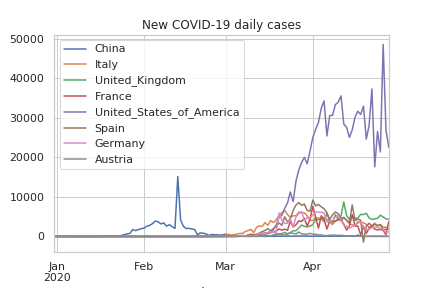 New COVID-19 daily cases
50000
40000
30000
20000
10000
0
China
Italy
United_Kingdom
France
United_States_of_America
Spain
Germany
Austria
Jan
2020
Feb
Mar
Apr